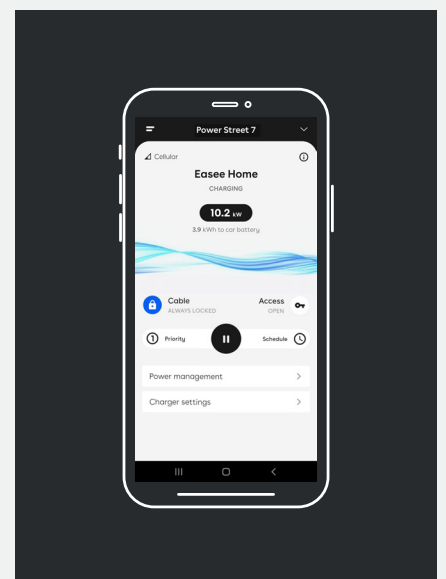 Power Street 7
Cellular
Easee Home
CHARGING
10.2 kW
3.9 kWh to car battery
Cable
ALWAYS LOCKED
Access
OPEN
1 Priority
Schedule
Power management
Charger settings